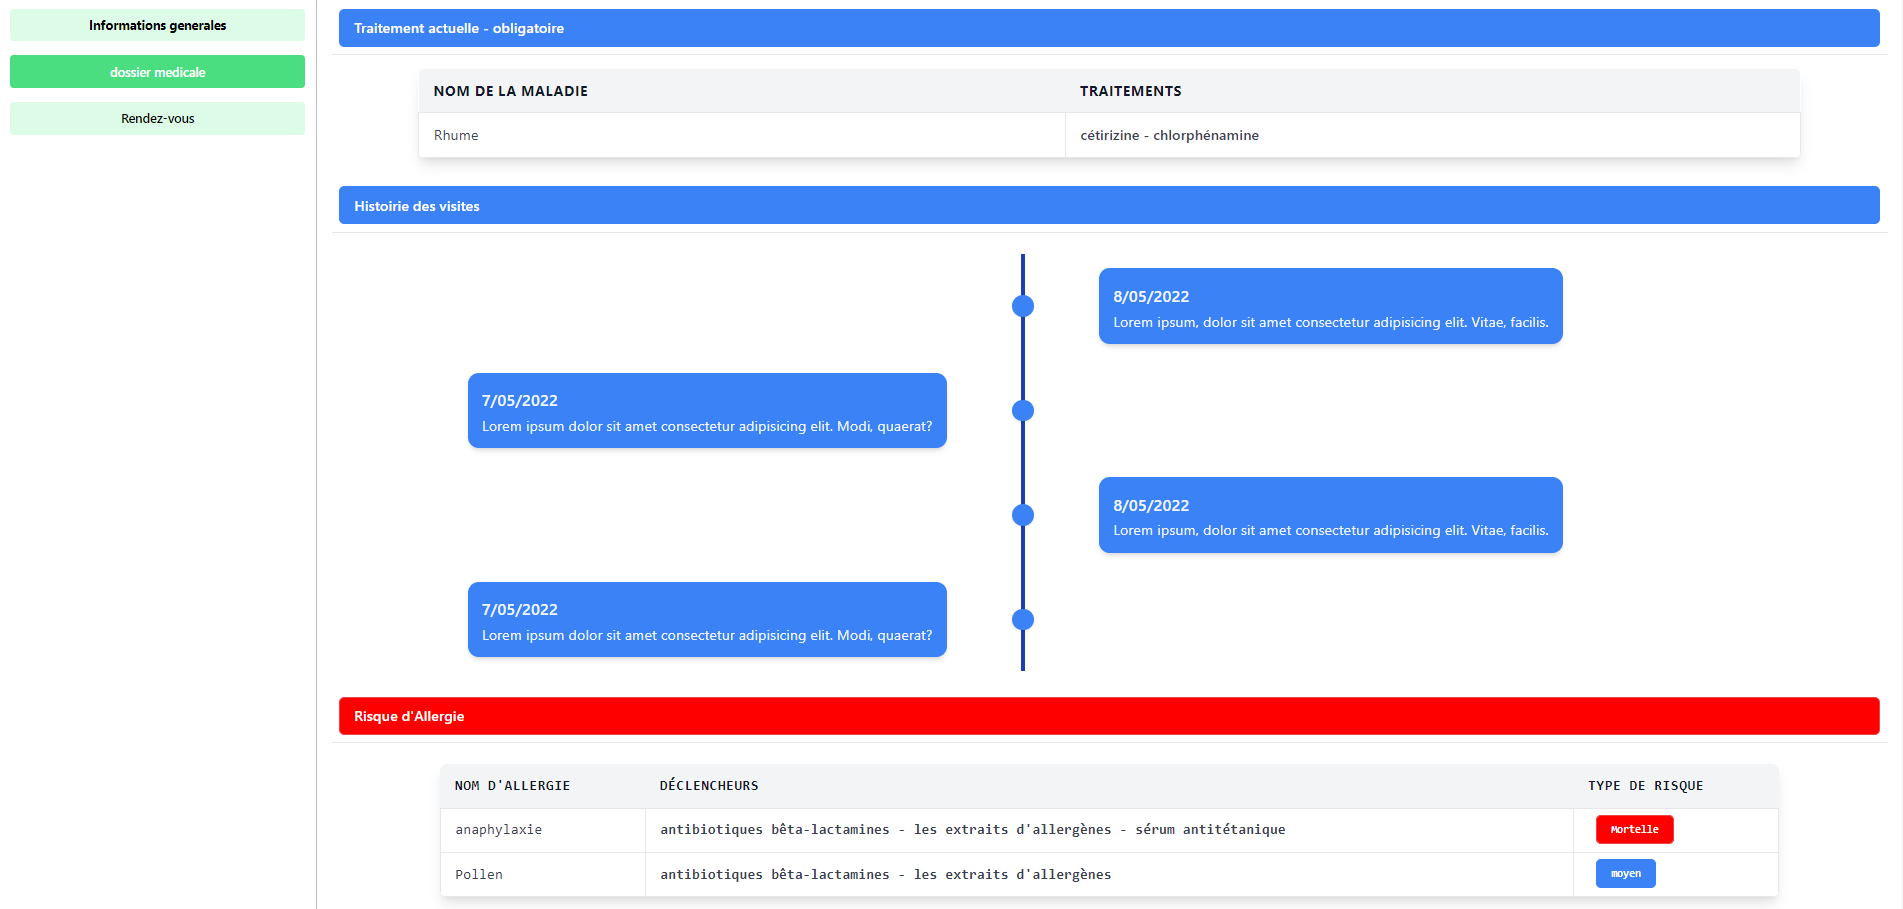 Informations generales
dossier medicale
Rendez-vous
Traitement actuelle - obligatoire
NOM DE LA MALADIE TRAITEMENTS
Rhume cétirizine - chlorphénamine
Histoirie des visites
8/05/2022
Lorem ipsum, dolor sit amet consectetur adipisicing elit. Vitae, facilis.
7/05/2022
Lorem ipsum dolor sit amet consectetur adipisicing elit. Modi, quaerat?
8/05/2022
Lorem ipsum, dolor sit amet consectetur adipisicing elit. Vitae, facilis.
7/05/2022
Lorem ipsum dolor sit amet consectetur adipisicing elit. Modi, quaerat?
Risque d'Allergie
NOM D'ALLERGIE DÉCLENCHEURS TYPE DE RISQUE
anaphylaxie antibiotiques bêta-lactamines - les extraits d'allergènes - sérum antitétanique Mortelle
Pollen antibiotiques bêta-lactamines - les extraits d'allergènes moyen